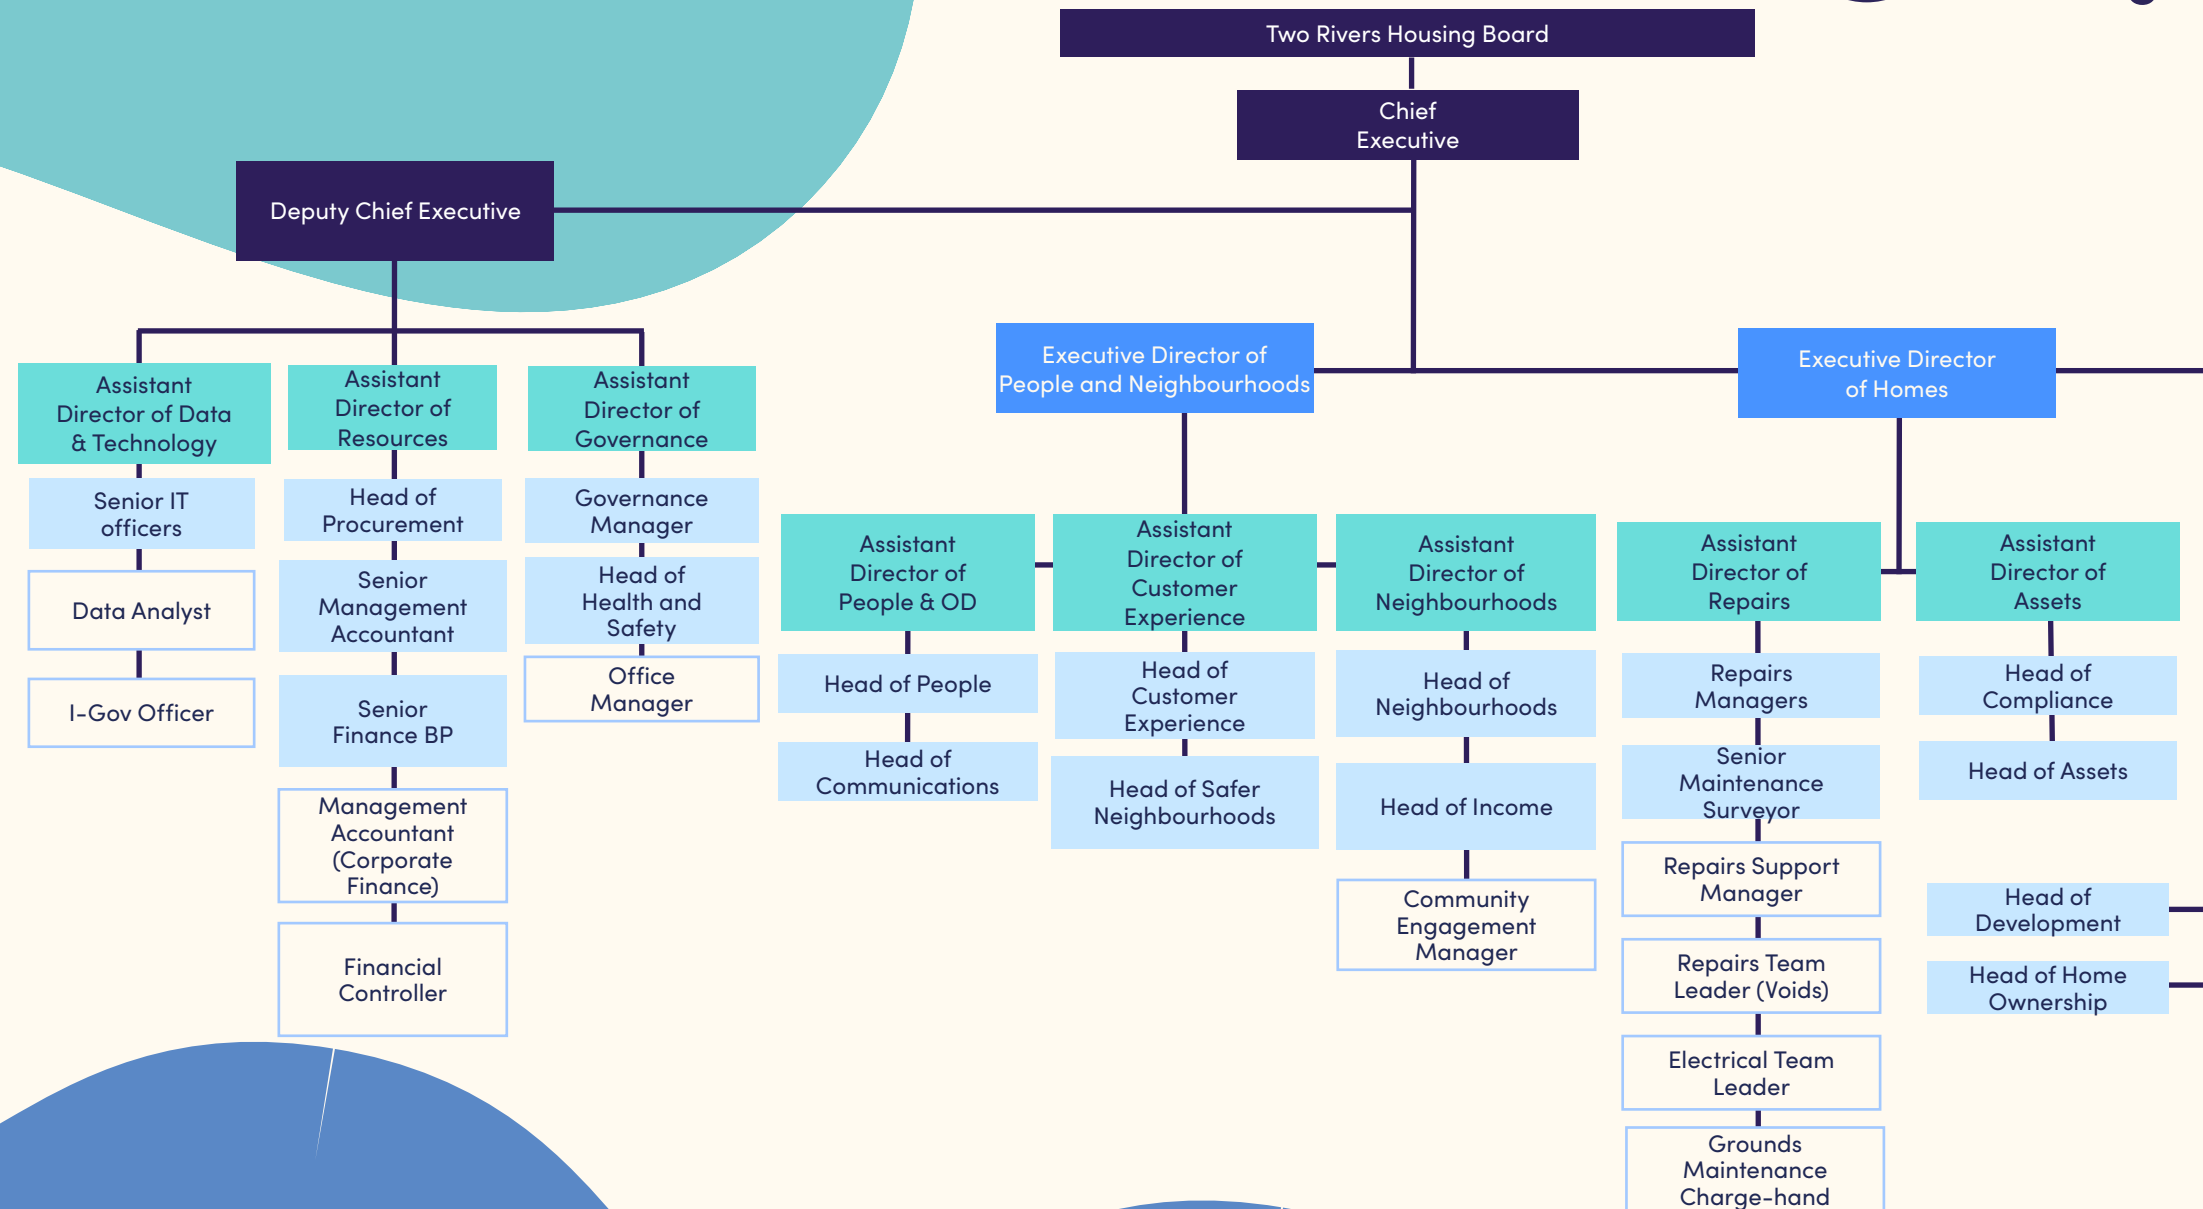 Two Rivers Housing Board
Chief
Executive
Deputy Chief Executive
Executive Director of
People and Neighbourhoods
Executive Director
of Homes
Assistant
Director of Data
& Technology
Senior IT
officers
Data Analyst
I-Gov Officer
Assistant
Director of
Resources
Head of
Procurement
Senior
Management
Accountant
Senior
Finance BP
Management
Accountant
(Corporate
Finance)
Financial
Controller
Assistant
Director of
Governance
Governance
Manager
Head of
Health and
Safety
Office
Manager
Assistant
Director of
People & OD
Head of People
Head of
Communications
Assistant
Director of
Customer
Experience
Head of
Customer
Experience
Head of Safer
Neighbourhoods
Assistant
Director of
Neighbourhoods
Head of
Neighbourhoods
Head of Income
Community
Engagement
Manager
Assistant
Director of
Repairs
Repairs
Managers
Senior
Maintenance
Surveyor
Repairs Support
Manager
Repairs Team
Leader (Voids)
Electrical Team
Leader
Grounds
Maintenance
Charge-hand
Assistant
Director of
Assets
Head of
Compliance
Head of Assets
Head of
Development
Head of Home
Ownership